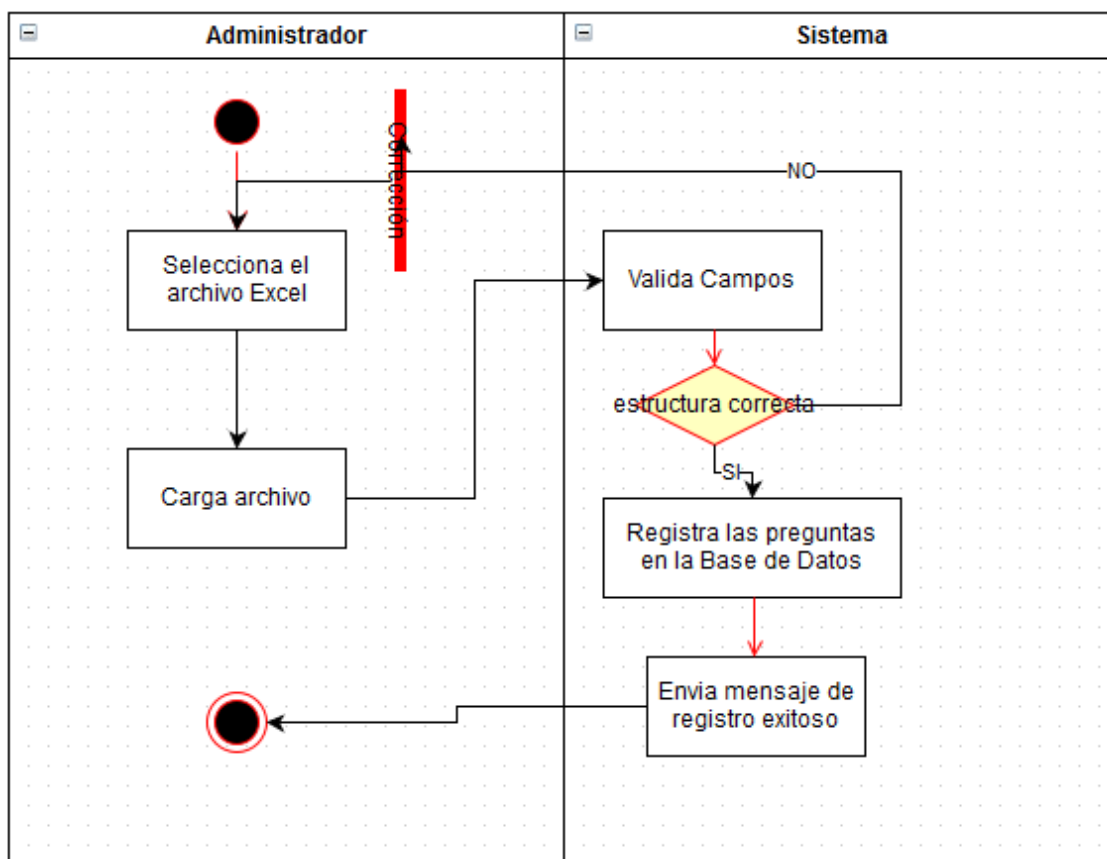 Administrador
Sistema
Corrección
NO
Selecciona el
archivo Excel
Valida Campos
estructura correcta
SI
Carga archivo
Registra las preguntas
en la Base de Datos
Envia mensaje de
registro exitoso